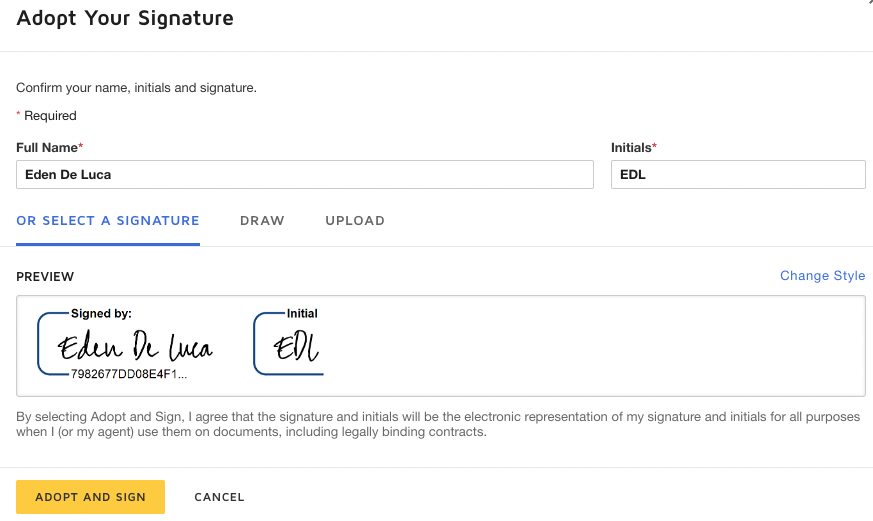 Adopt Your Signature
Confirm your name, initials and signature.
* Required
Full Name* Initials*
Eden De Luca EDL
OR SELECT A SIGNATURE DRAW UPLOAD
PREVIEW Change Style
Signed by: Initial
Eden De Luca EDL
7982677DD08E4F1...
By selecting Adopt and Sign, I agree that the signature and initials will be the electronic representation of my signature and initials for all purposes
when I (or my agent) use them on documents, including legally binding contracts.
ADOPT AND SIGN CANCEL